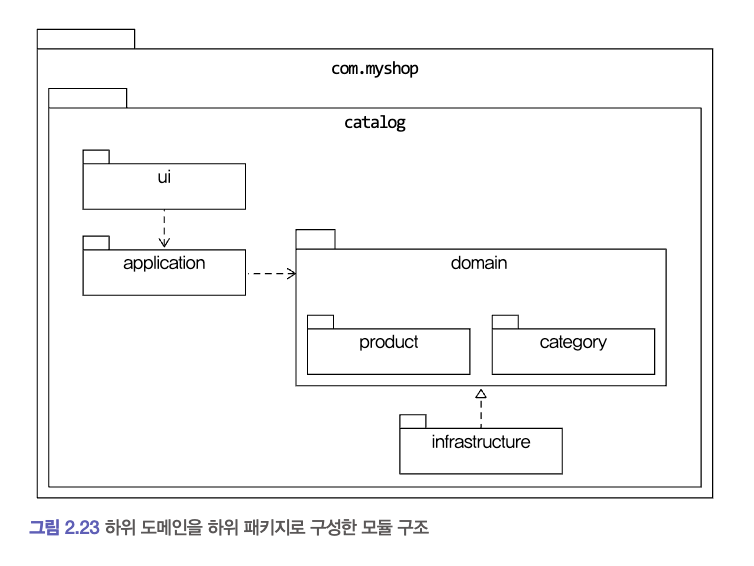 com.myshop
catalog
ui
application
domain
product
category
infrastructure
그림 2.23 하위 도메인을 하위 패키지로 구성한 모듈 구조